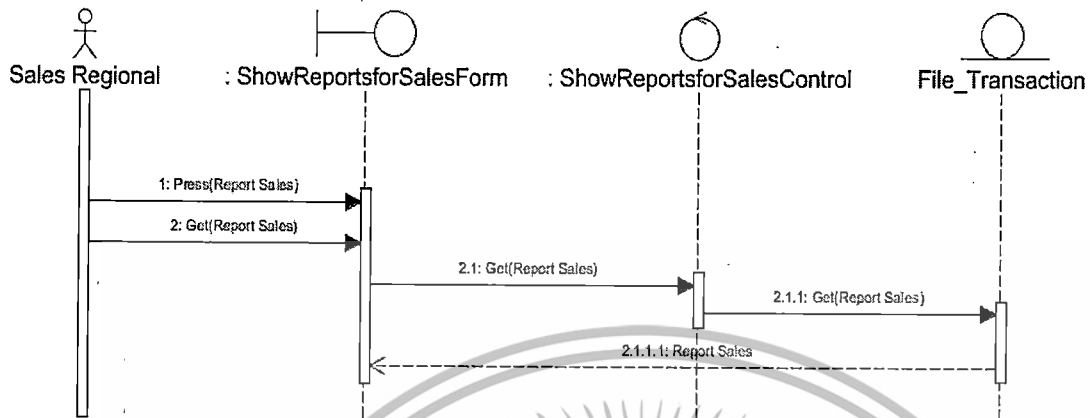 Sales Regional
: ShowReportsforSalesForm
: ShowReportsforSalesControl
File_Transaction
1: Press(Report Sales)
2: Get(Report Sales)
2.1: Get(Report Sales)
2.1.1: Get(Report Sales)
2.1.1.1: Report Sales